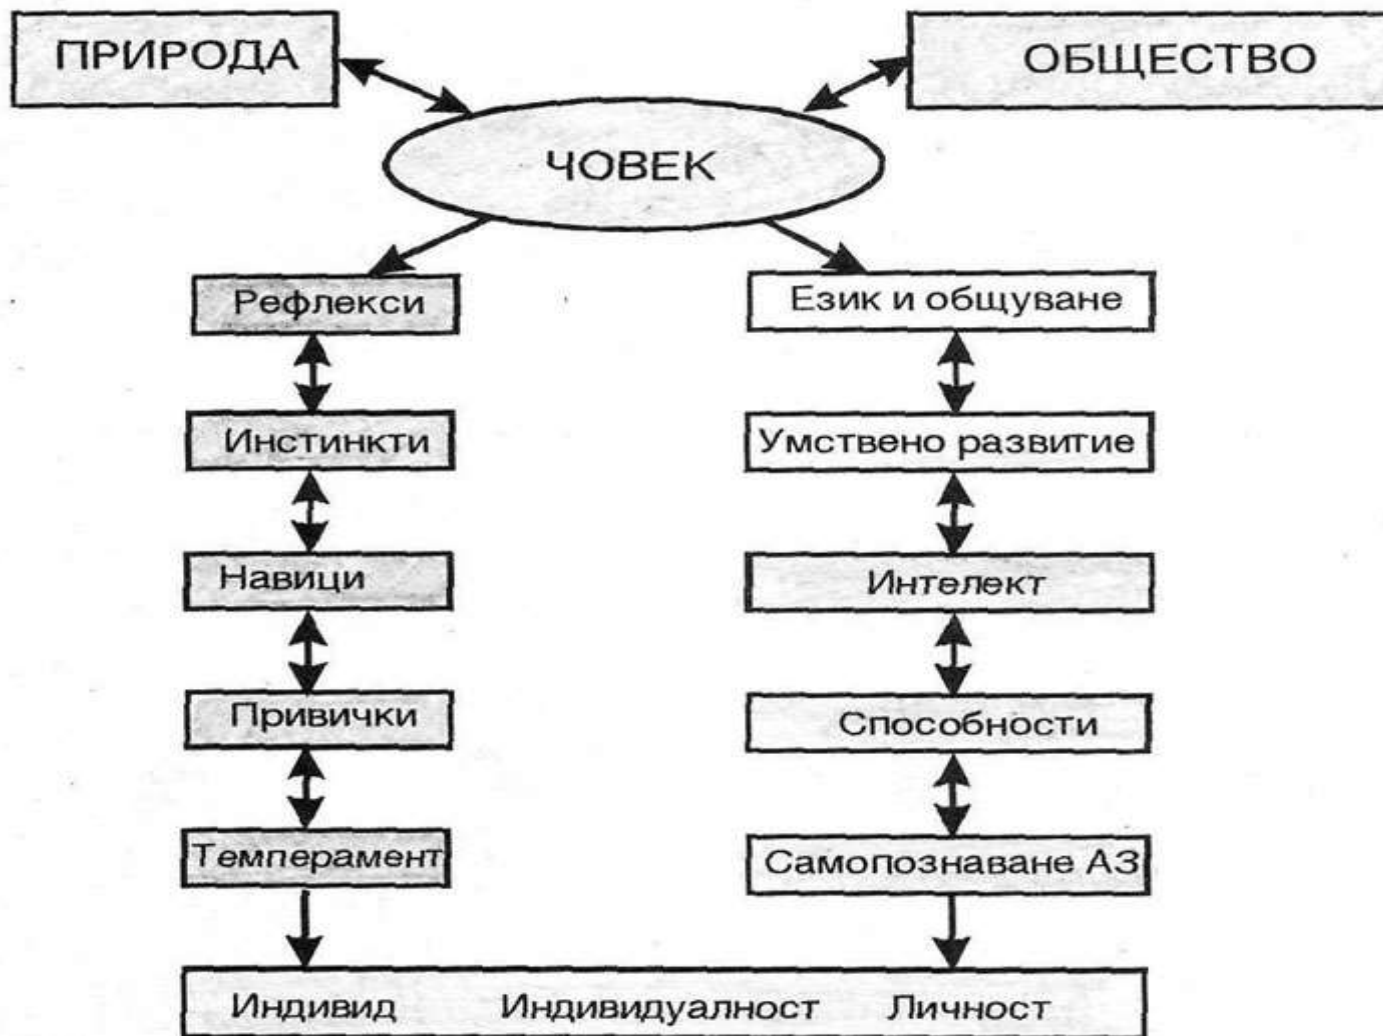 ПРИРОДА
ОБЩЕСТВО
ЧОВЕК
Рефлекси
Език и общуване
Инстинкти
Умствено развитие
Навици
Интелект
Привички
Способности
Темперамент
Самопознаване АЗ
Индивид Индивидуалност Личност